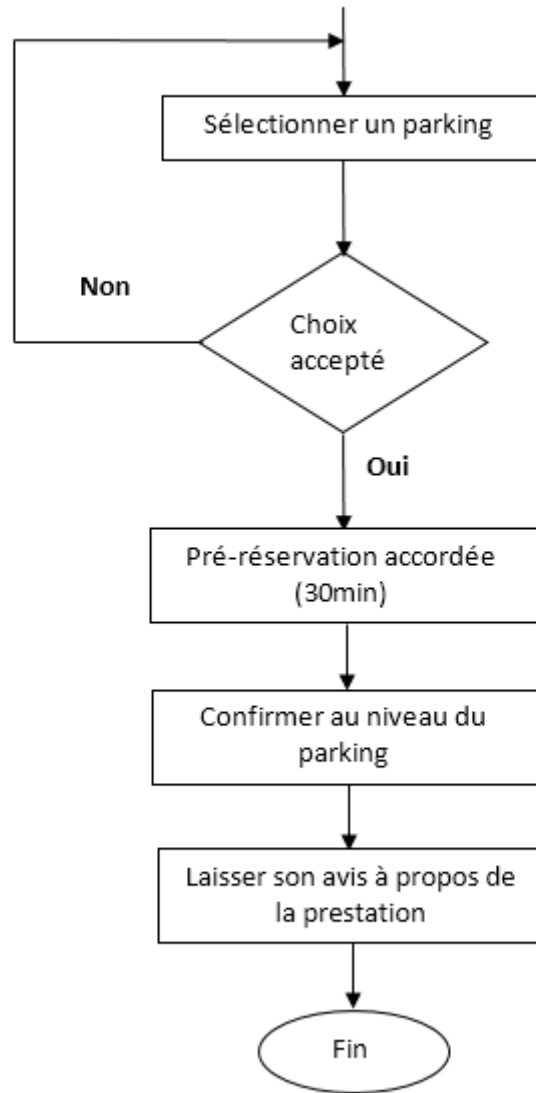 Sélectionner un parking
Non
Choix
accepté
Oui
Pré-réservation accordée
(30min)
Confirmer au niveau du
parking
Laisser son avis à propos de
la prestation
Fin